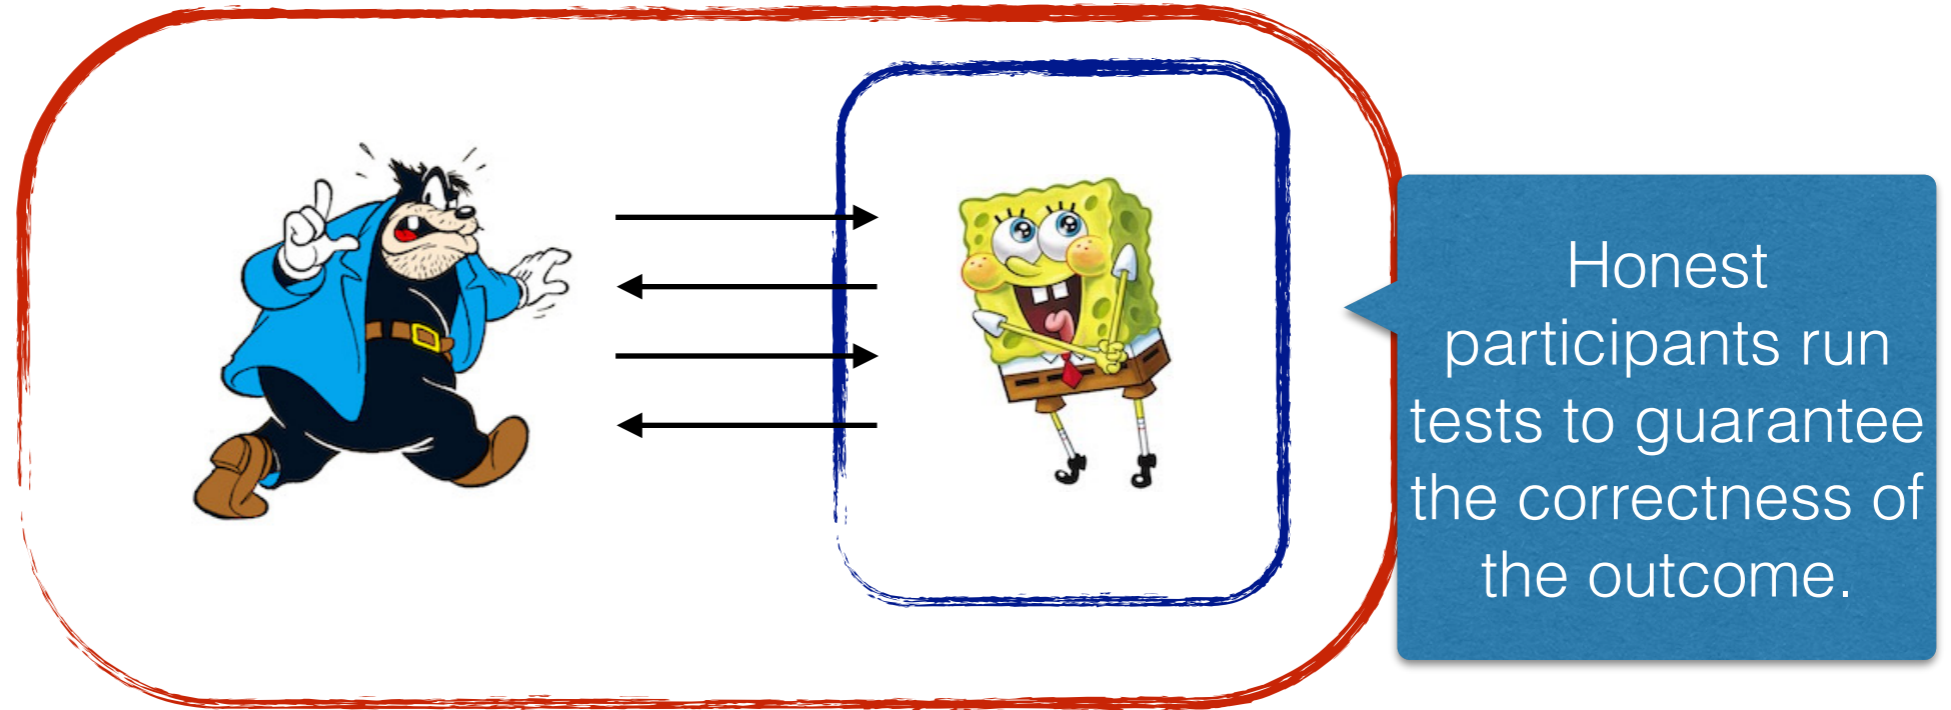 Honest
participants run
tests to guarantee
the correctness of
the outcome.